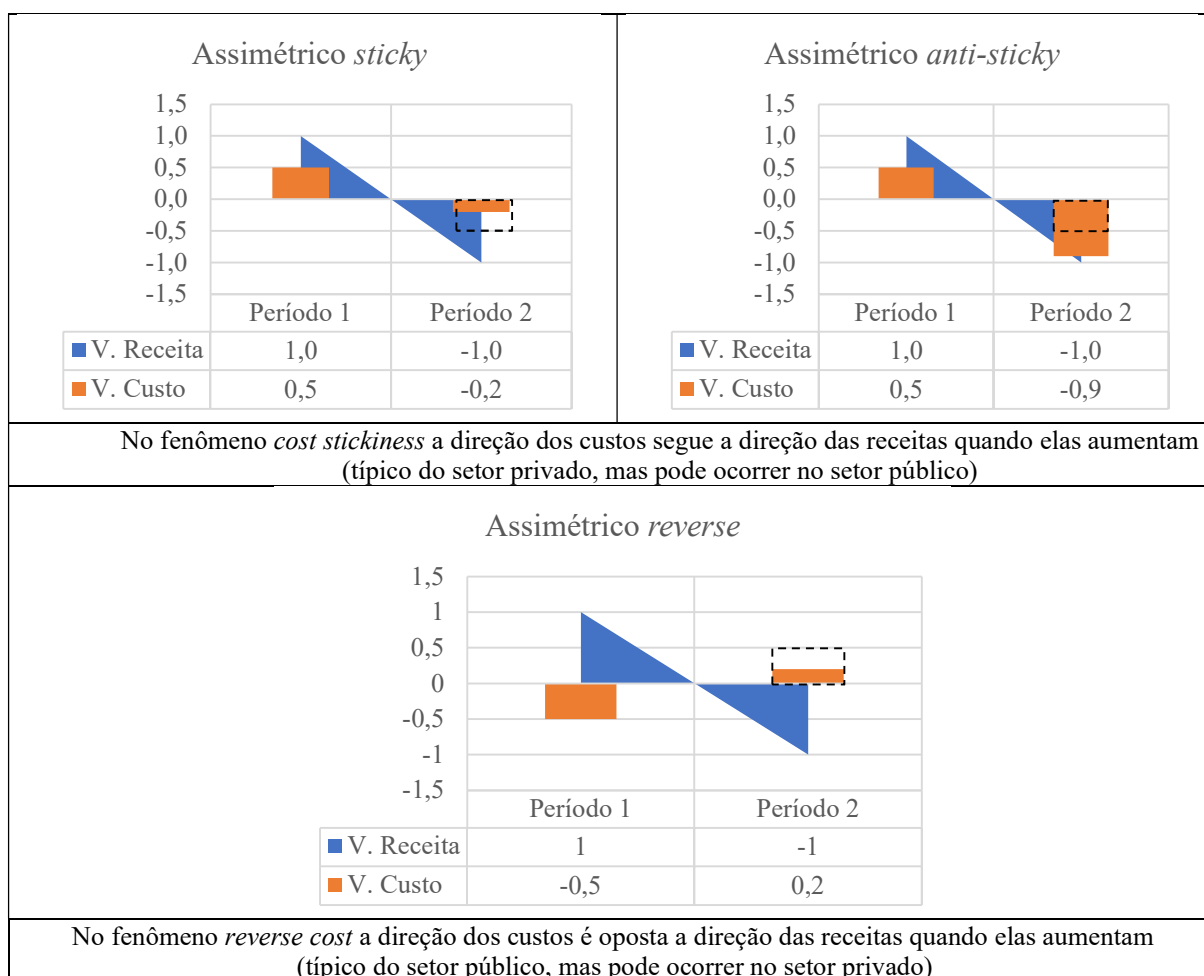 Assimétrico sticky
1,5
1,0
0,5
0,0
-0,5
-1,0
-1,5
Período 1 Período 2
V. Receita 1,0 -1,0
V. Custo 0,5 -0,2
Assimétrico anti-sticky
1,5
1,0
0,5
0,0
-0,5
-1,0
-1,5
Período 1 Período 2
V. Receita 1,0 -1,0
V. Custo 0,5 -0,9
No fenômeno cost stickiness a direção dos custos segue a direção das receitas quando elas aumentam
(típico do setor privado, mas pode ocorrer no setor público)
Assimétrico reverse
1,5
1
0,5
0
-0,5
-1
-1,5
Período 1 Período 2
V. Receita 1 -1
V. Custo -0,5 0,2
No fenômeno reverse cost a direção dos custos é oposta a direção das receitas quando elas aumentam
(típico do setor público, mas pode ocorrer no setor privado)